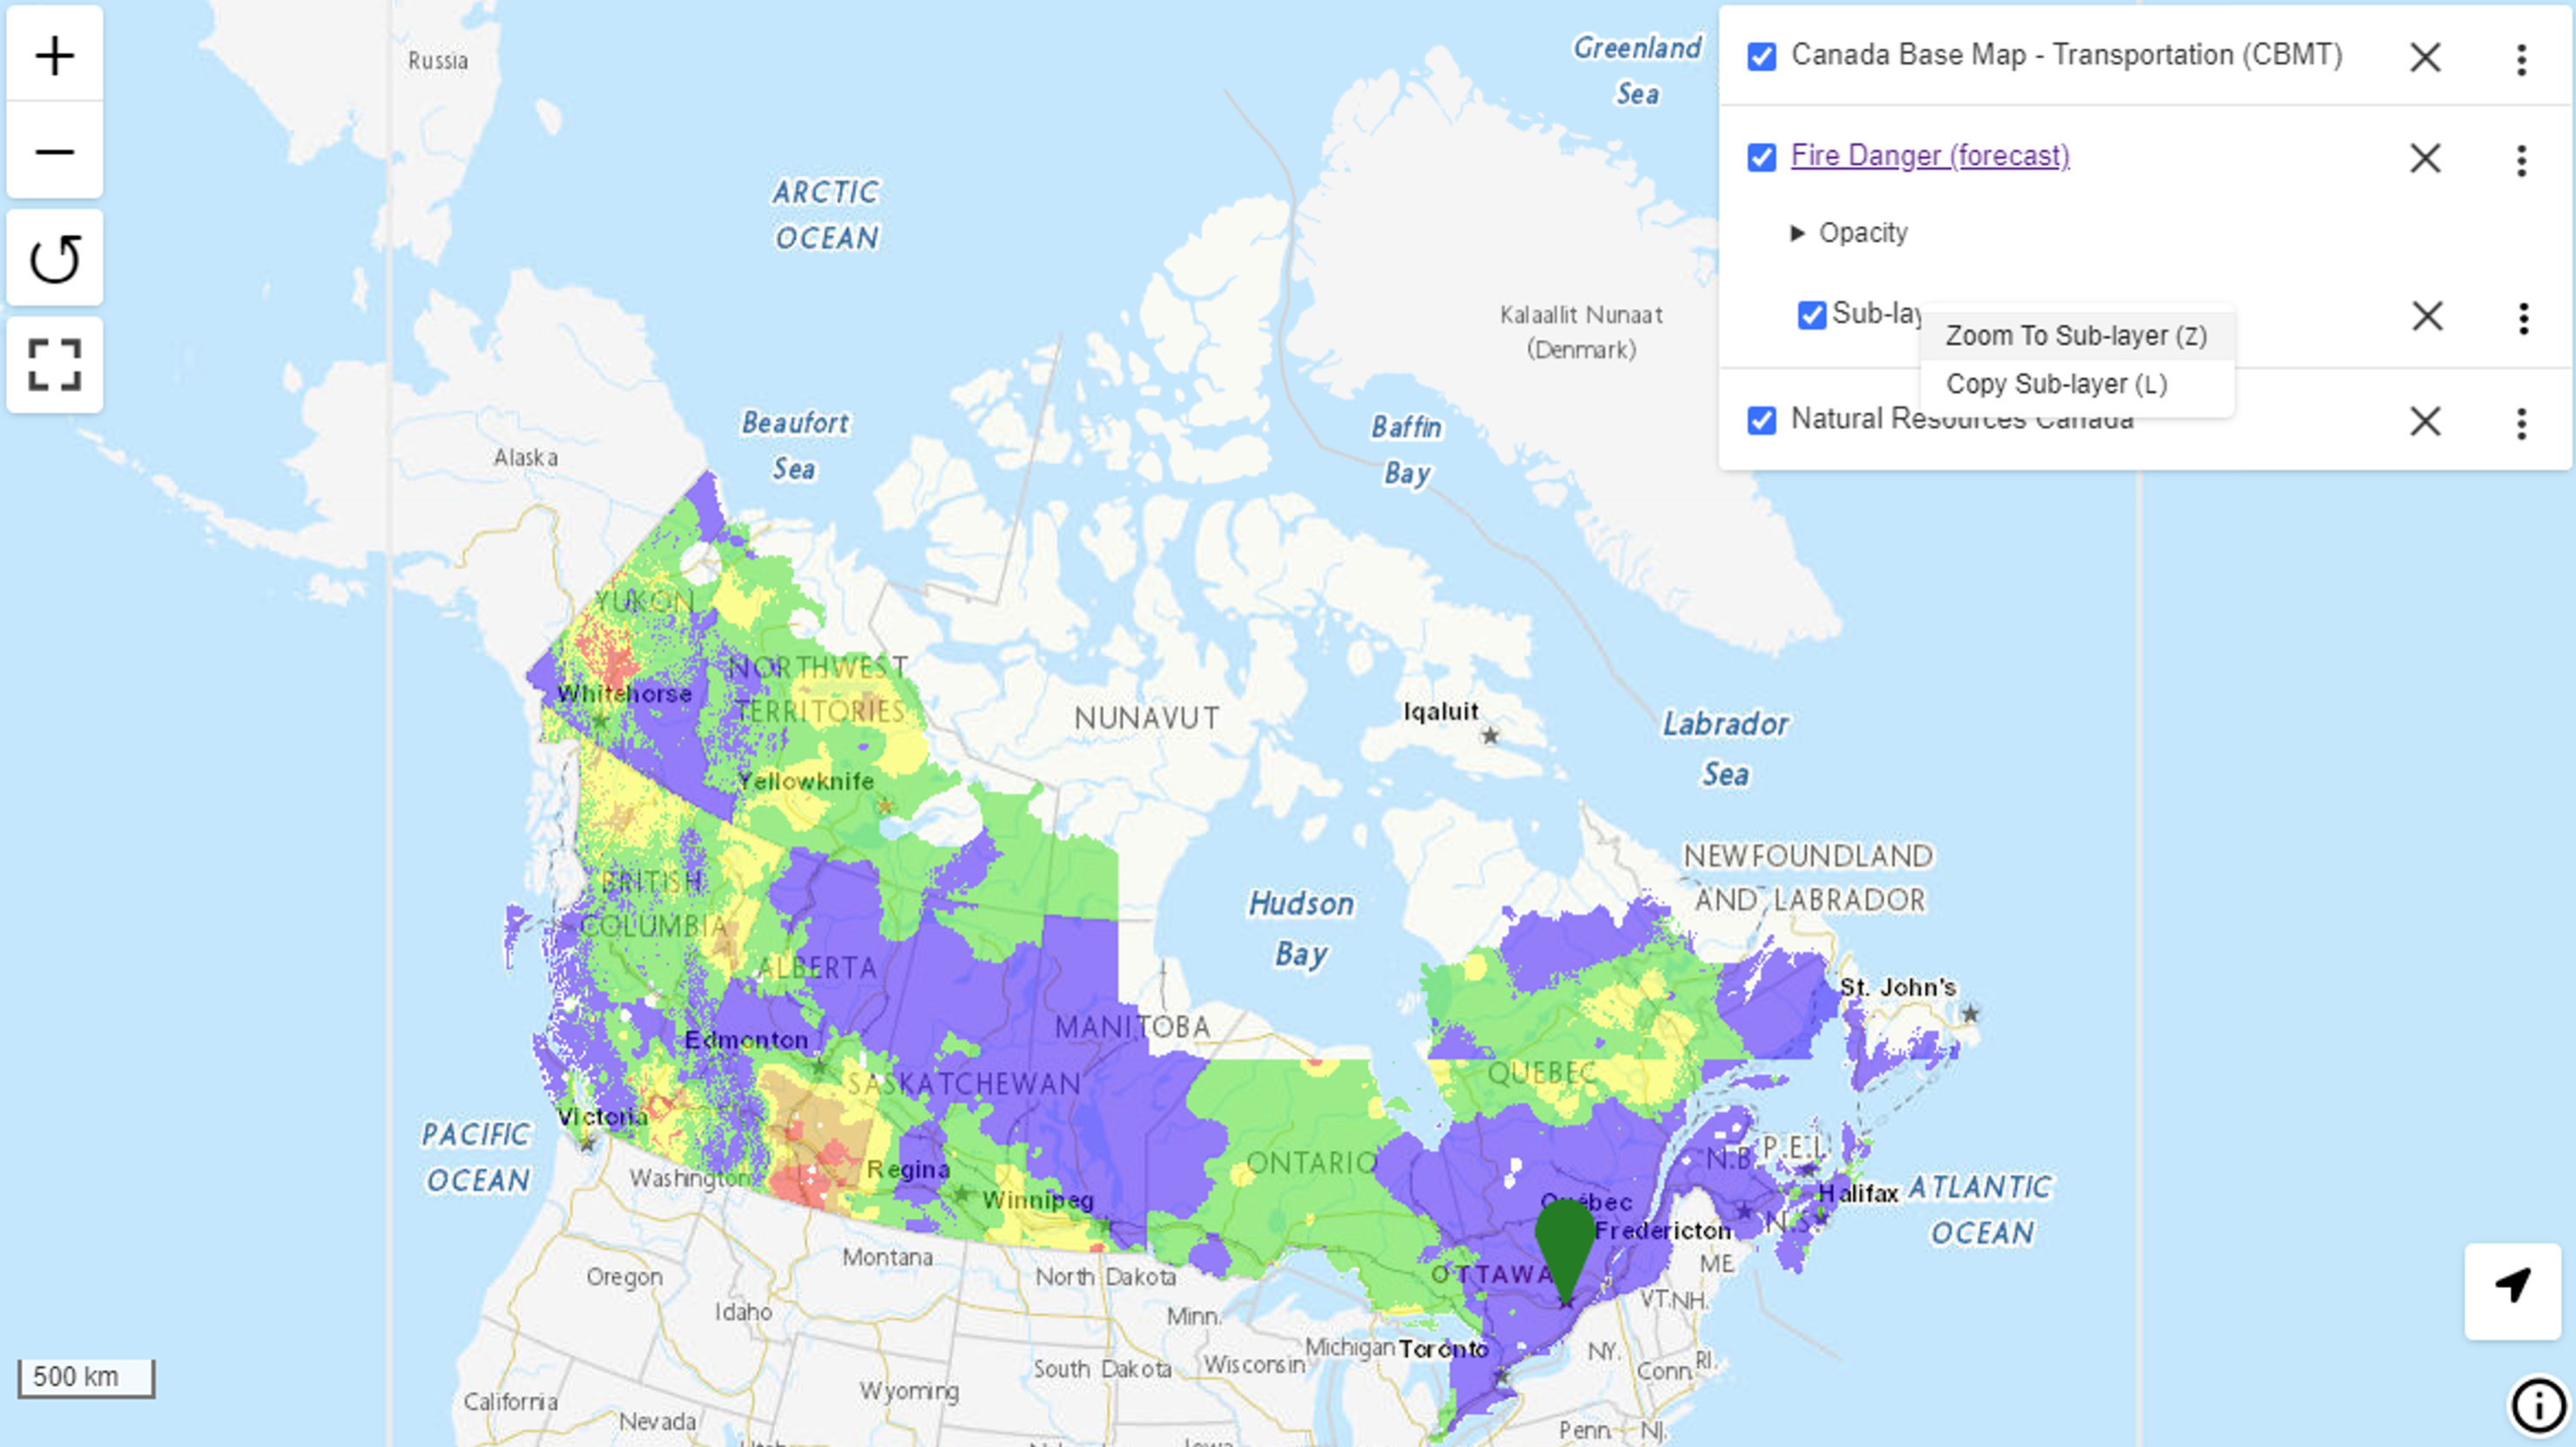 Russia
Greenland
Sea
Canada Base Map - Transportation (CBMT)
Fire Danger (forecast)
Opacity
Sub-lay
Zoom To Sub-layer (Z)
Copy Sub-layer (L)
Natural Resources Canada
ARCTIC
OCEAN
Kalaallit Nunaat
(Denmark)
Beaufort
Sea
Baffin
Bay
Alaska
YUKON
NORTHWEST
TERRITORIES
Whitehorse
NUNAVUT
Iqaluit
Labrador
Sea
Yellowknife
NEWFOUNDLAND
AND LABRADOR
BRITISH
COLUMBIA
Hudson
Bay
ALBERTA
St. John's
MANITOBA
Edmonton
SASKATCHEWAN
QUEBEC
Victoria
PACIFIC
OCEAN
Washington
Regina
Winnipeg
ONTARIO
N.B.
P.E.I.
Québec
Halifax
ATLANTIC
OCEAN
Fredericton
N.S.
Montana
North Dakota
OTTAWA
ME
Oregon
Idaho
Minn.
VT.
NH.
Michigan
Toronto
NY.
Conn.
RI.
South Dakota
Wisconsin
500 km
California
Wyoming
Nevada
Penn.
NJ.
Utah
Iowa